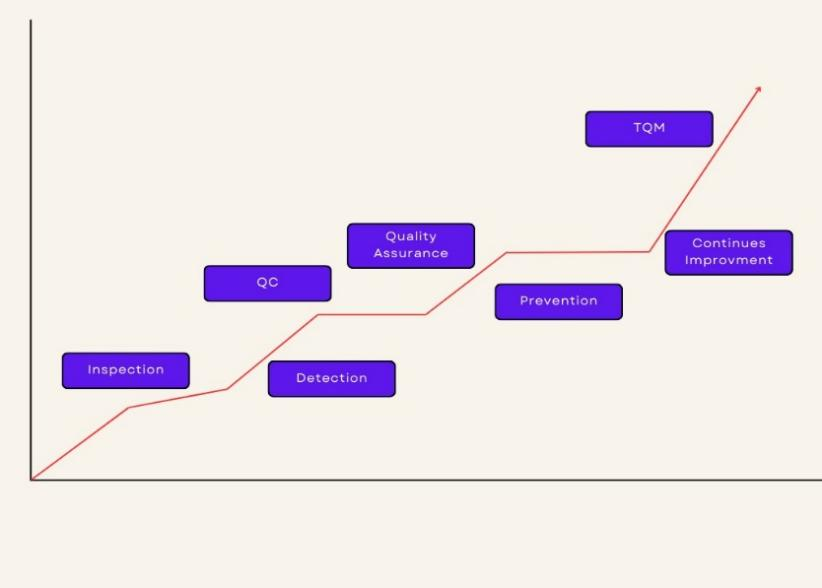 TQM
Quality
Assurance
Continues
Improvment
QC
Prevention
Inspection
Detection